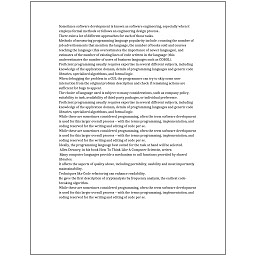 Sometimes software development is known as software engineering, especially when it
employs formal methods or follows an engineering design process.
There exist a lot of different approaches for each of those tasks.
Methods of measuring programming language popularity include: counting the number of
job advertisements that mention the language, the number of books sold and courses
teaching the language (this overestimates the importance of newer languages), and
estimates of the number of existing lines of code written in the language (this
underestimates the number of users of business languages such as COBOL).
Proficient programming usually requires expertise in several different subjects, including
knowledge of the application domain, details of programming languages and generic code
libraries, specialized algorithms, and formal logic.
When debugging the problem in a GUI, the programmer can try to skip some user
interaction from the original problem description and check if remaining actions are
sufficient for bugs to appear.
The choice of language used is subject to many considerations, such as company policy,
suitability to task, availability of third-party packages, or individual preference.
Proficient programming usually requires expertise in several different subjects, including
knowledge of the application domain, details of programming languages and generic code
libraries, specialized algorithms, and formal logic.
While these are sometimes considered programming, often the term software development
is used for this larger overall process – with the terms programming, implementation, and
coding reserved for the writing and editing of code per se.
While these are sometimes considered programming, often the term software development
is used for this larger overall process – with the terms programming, implementation, and
coding reserved for the writing and editing of code per se.
Ideally, the programming language best suited for the task at hand will be selected.
Allen Downey, in his book How To Think Like A Computer Scientist, writes:
Many computer languages provide a mechanism to call functions provided by shared
libraries.
It affects the aspects of quality above, including portability, usability and most importantly
maintainability.
Techniques like Code refactoring can enhance readability.
He gave the first description of cryptanalysis by frequency analysis, the earliest code-
breaking algorithm.
While these are sometimes considered programming, often the term software development
is used for this larger overall process – with the terms programming, implementation, and
coding reserved for the writing and editing of code per se.